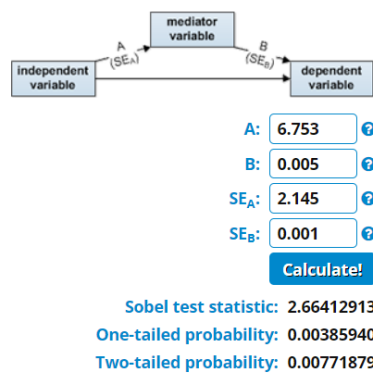 mediator
variable
A
(SEA)
B
(SEB)
independent
variable
dependent
variable
A: 6.753 ?
B: 0.005 ?
SEA: 2.145 ?
SEB: 0.001 ?
Calculate!
Sobel test statistic: 2.66412913
One-tailed probability: 0.00385940
Two-tailed probability: 0.00771879